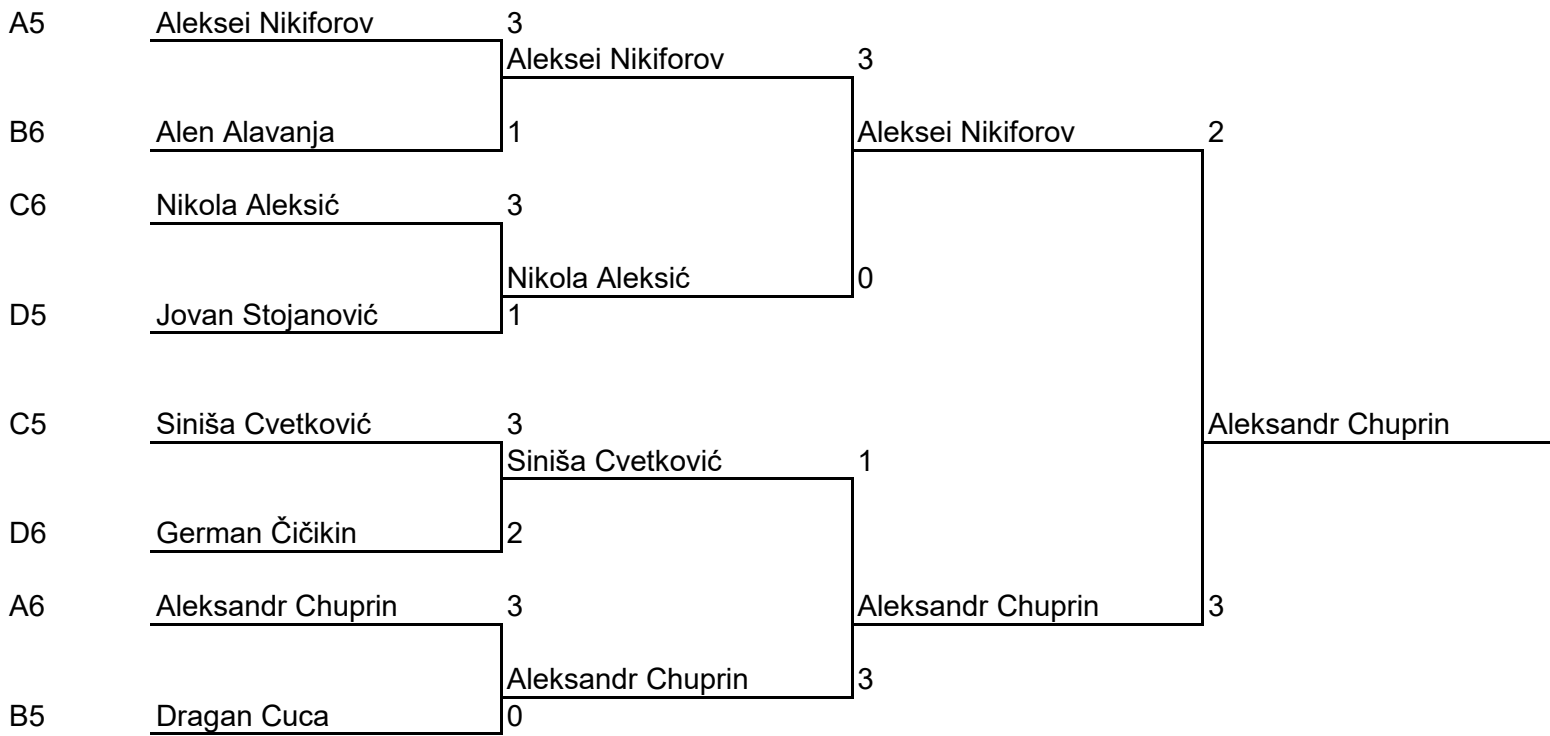 A5 Aleksei Nikiforov 3
Aleksei Nikiforov 3
B6 Alen Alavanja 1 Aleksei Nikiforov 2
C6 Nikola Aleksić 3
Nikola Aleksić 0
D5 Jovan Stojanović 1
C5 Siniša Cvetković 3 Aleksandr Chuprin
Siniša Cvetković 1
D6 German Čičikin 2
A6 Aleksandr Chuprin 3 Aleksandr Chuprin 3
Aleksandr Chuprin 3
B5 Dragan Cuca 0